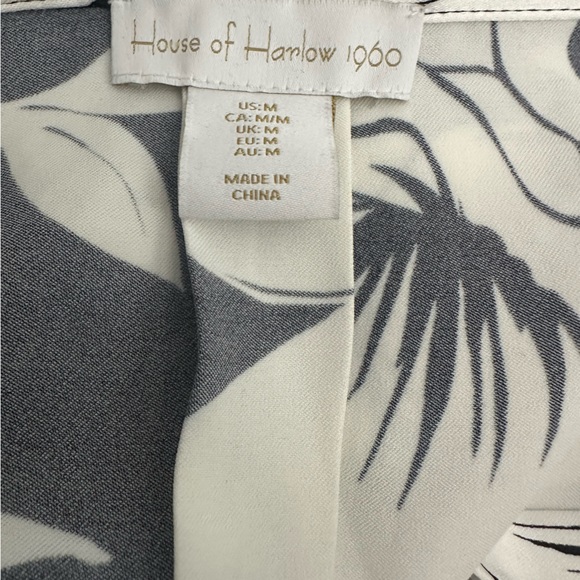 House of Harlow 1960
US: M
CA: M/M
UK: M
EU: M
AU: M
MADE IN
CHINA